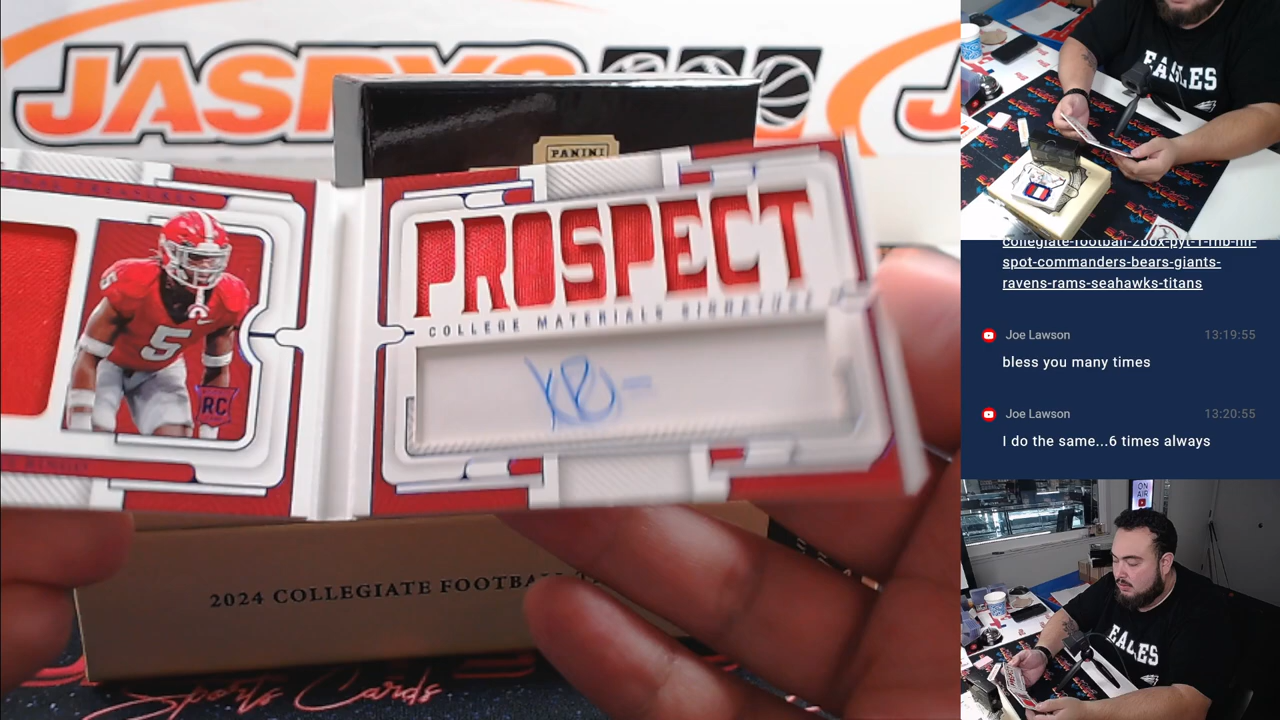 JASPYS
J
PANINI
PROSPECT
COLLEGE MATERIALS SIGNATURE
5
5
RC
2024 COLLEGIATE FOOTBALL
Sports Cards
EAGLES
collegiate-football-2box-pyt-1-rnb-nfl-
spot-commanders-bears-giants-
ravens-rams-seahawks-titans
Joe Lawson 13:19:55
bless you many times
Joe Lawson 13:20:55
I do the same...6 times always
ON
AIR
EAGLES